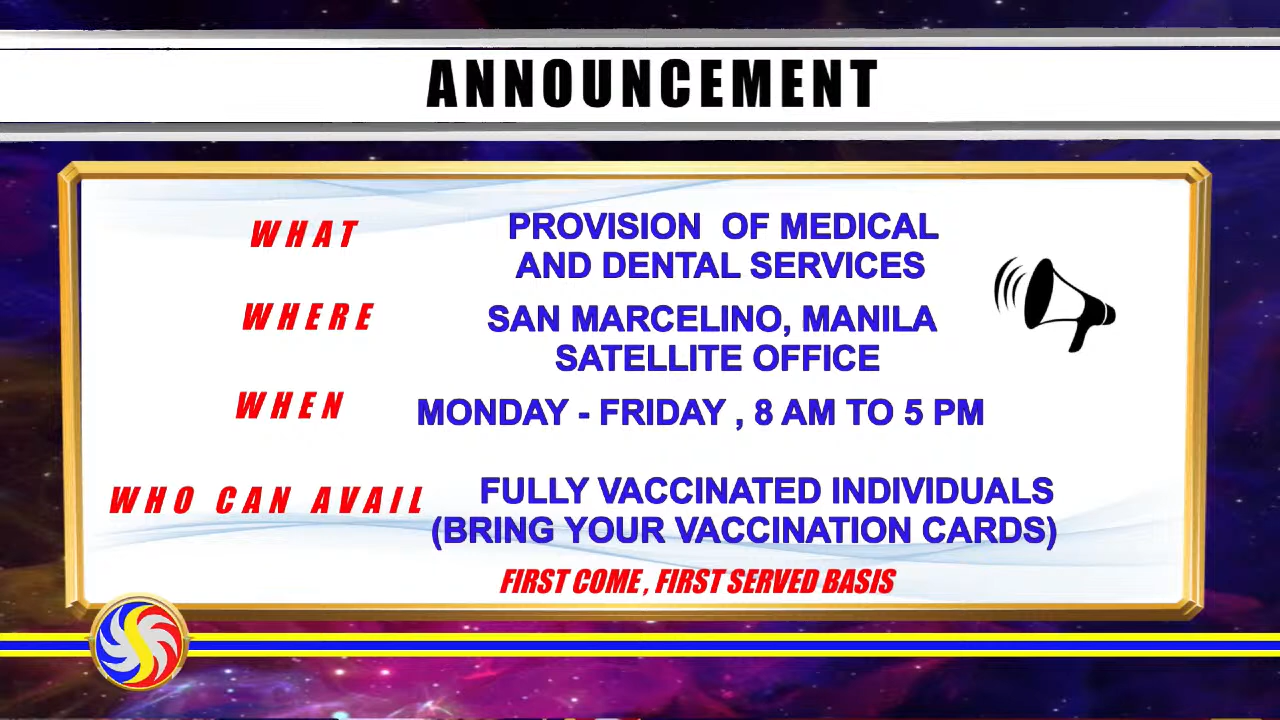 ANNOUNCEMENT
WHAT
PROVISION OF MEDICAL
AND DENTAL SERVICES
WHERE
SAN MARCELINO, MANILA
SATELLITE OFFICE
WHEN
MONDAY - FRIDAY , 8 AM TO 5 PM
WHO CAN AVAIL
FULLY VACCINATED INDIVIDUALS
(BRING YOUR VACCINATION CARDS)
FIRST COME , FIRST SERVED BASIS